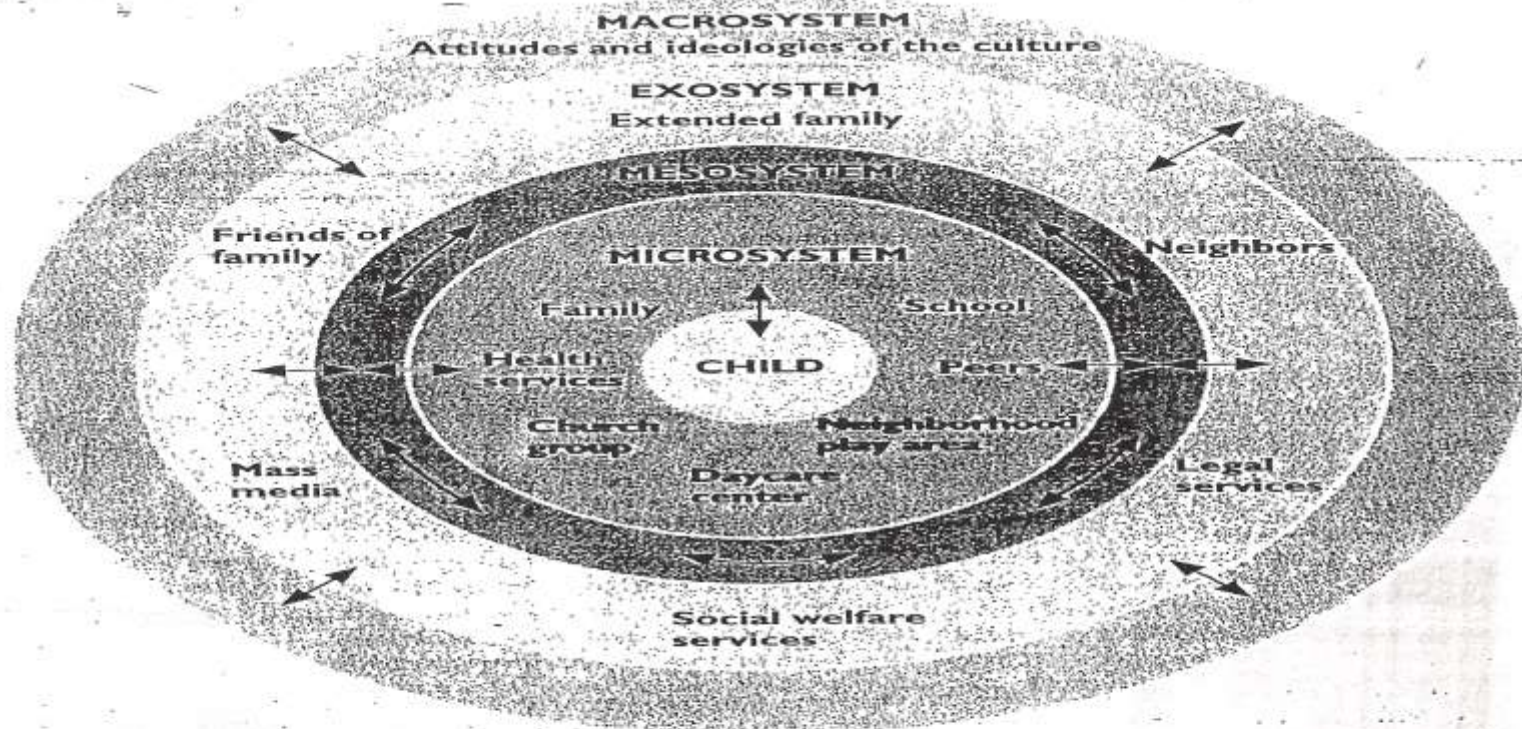 MACROSYSTEM
Attitudes and ideologies of the culture
EXOSYSTEM
Extended family
MESOSYSTEM
Friends of
family
Neighbors
MICROSYSTEM
Family
School
Health
services
CHILD
Peers
Church
group
Neighborhood
play area
Daycare
center
Mass
media
Legal
services
Social welfare
services